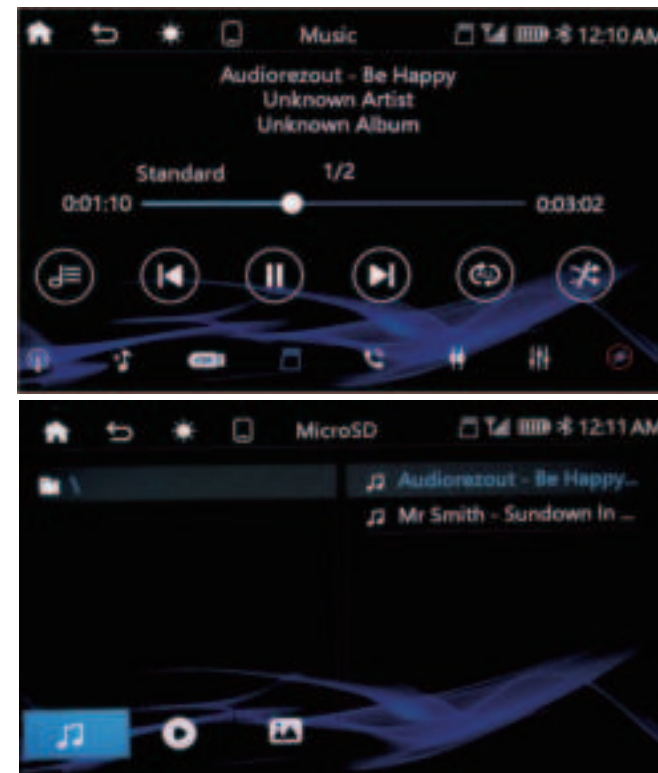 Music 12:10 AM
Audiorezout - Be Happy
Unknown Artist
Unknown Album
Standard 1/2
0:01:10 0:03:02
MicroSD 12:11 AM
\ Audiorezout - Be Happy...
Mr Smith - Sundown In ...